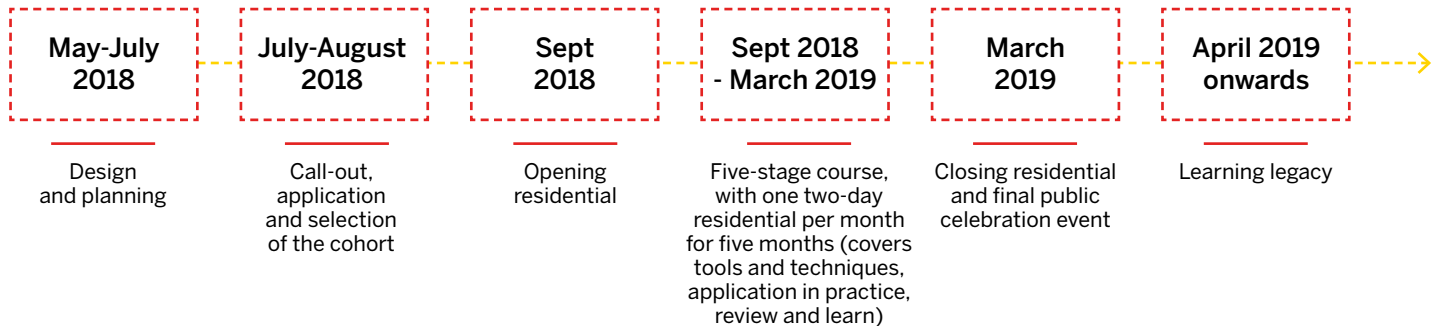 May-July
2018
Design
and planning
July-August
2018
Call-out,
application
and selection
of the cohort
Sept
2018
Opening
residential
Sept 2018
- March 2019
Five-stage course,
with one two-day
residential per month
for five months (covers
tools and techniques,
application in practice,
review and learn)
March
2019
Closing residential
and final public
celebration event
April 2019
onwards
Learning legacy